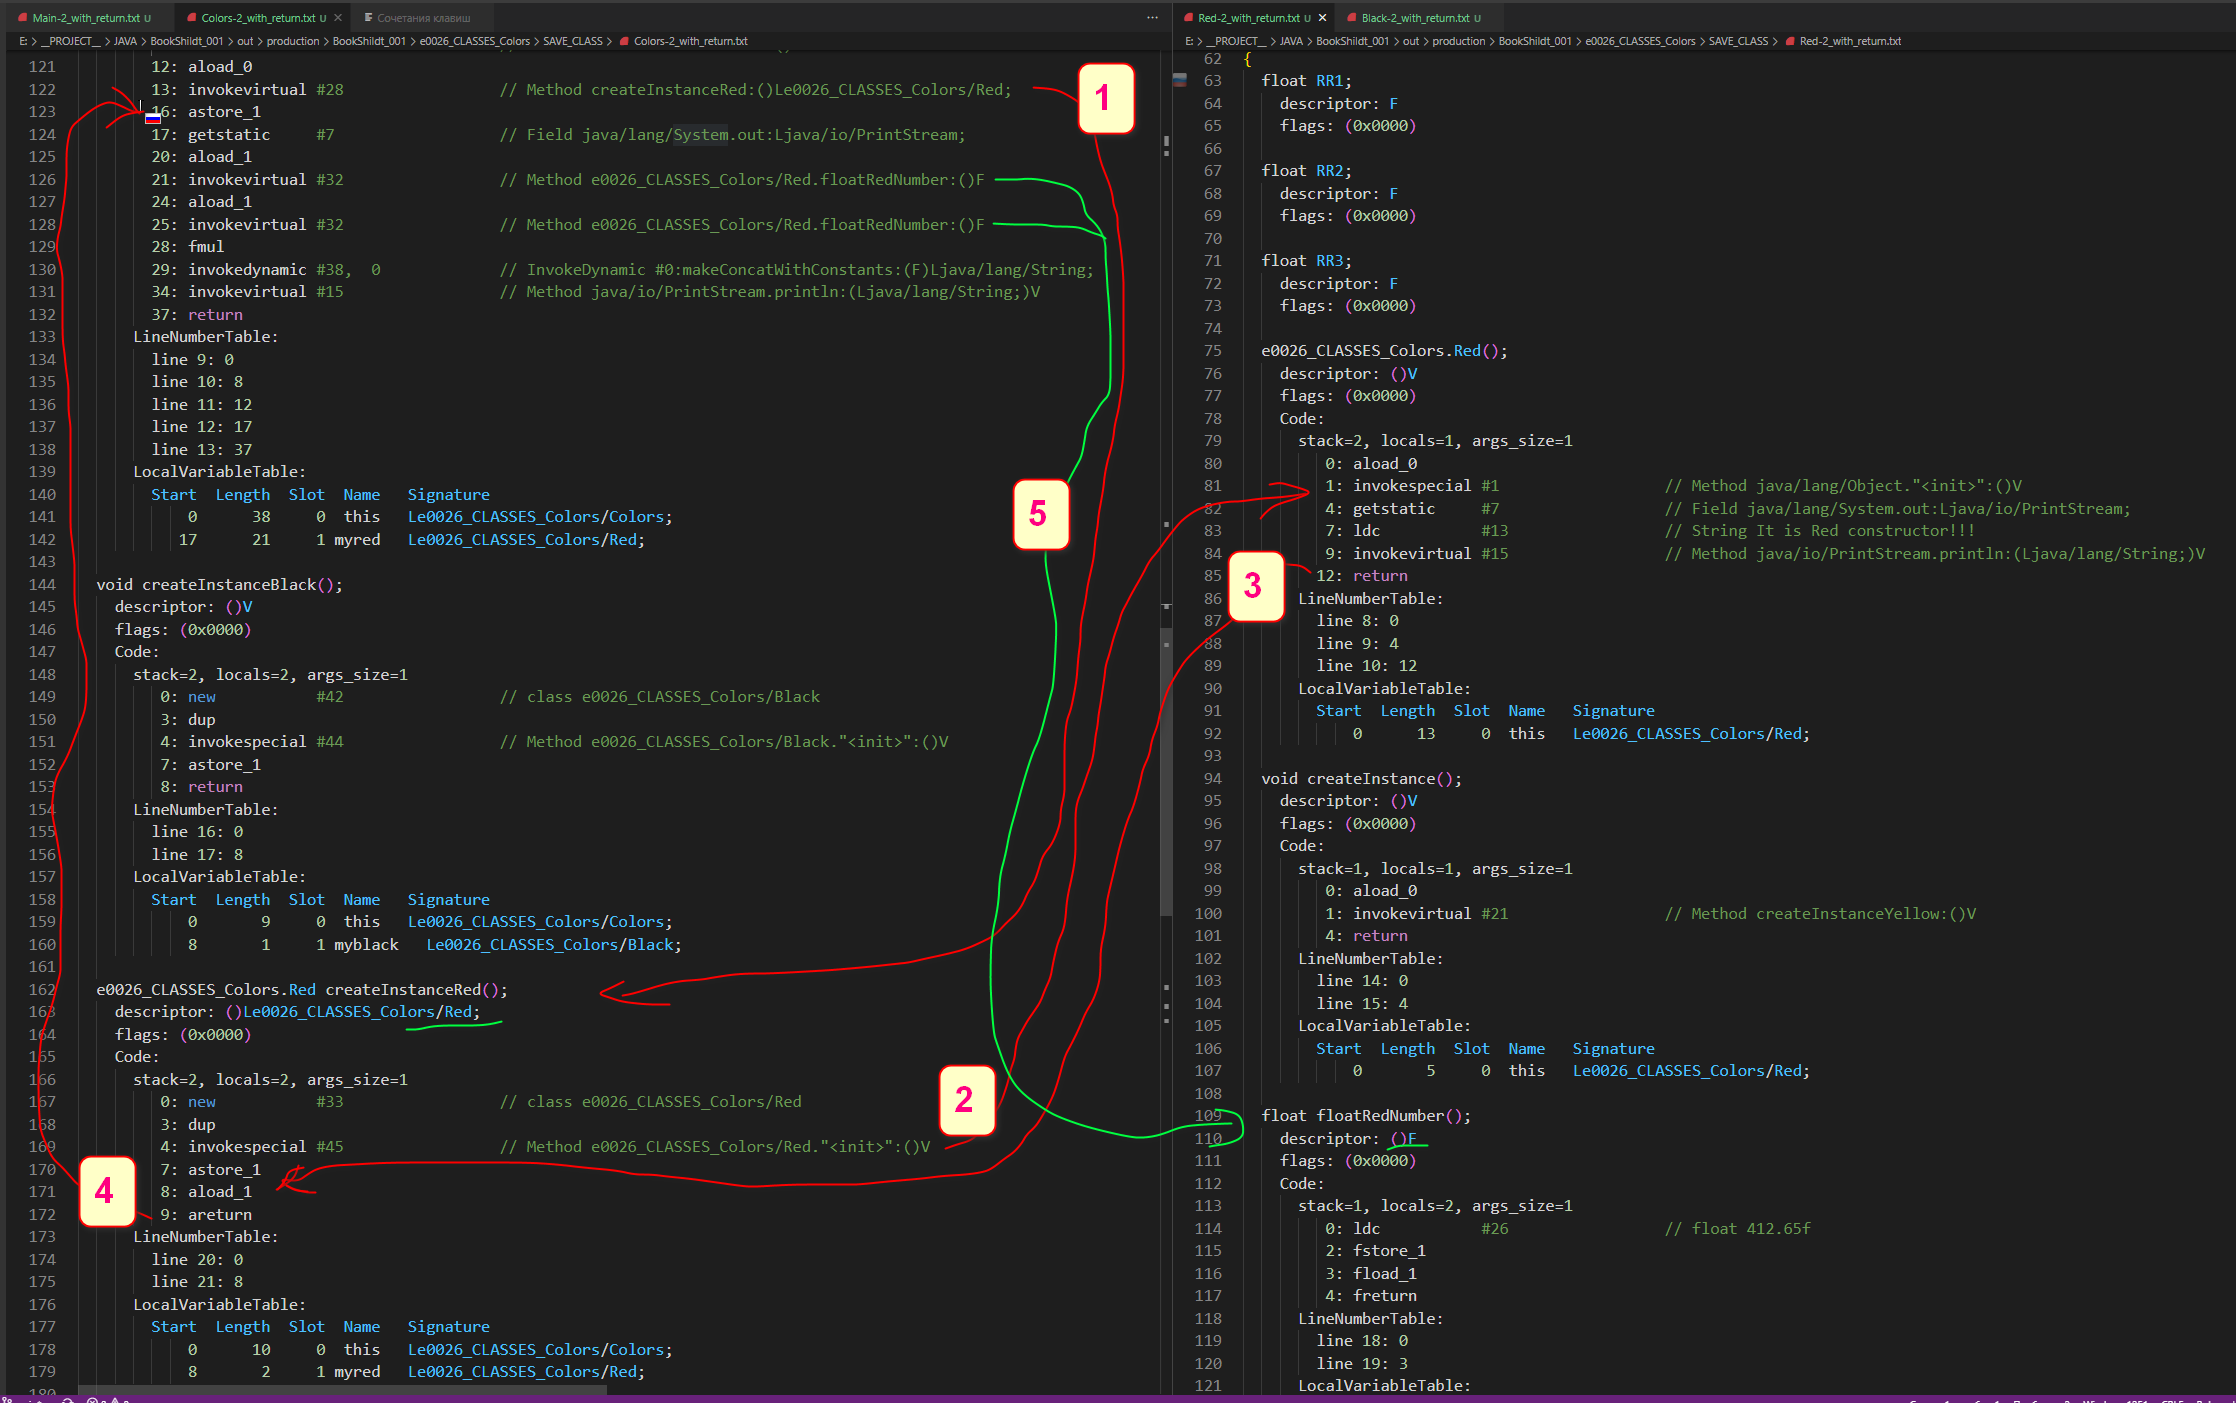 Main-2_with_return.txt U
Colors-2_with_return.txt U ×
Сочетания клавиш
···
E: > __PROJECT__ > JAVA > BookShildt_001 > out > production > BookShildt_001 > e0026_CLASSES_Colors > SAVE_CLASS > Colors-2_with_return.txt
121 12: aload_0
122 13: invokevirtual #28 // Method createInstanceRed:()Le0026_CLASSES_Colors/Red;
123 16: astore_1
124 17: getstatic #7 // Field java/lang/System.out:Ljava/io/PrintStream;
125 20: aload_1
126 21: invokevirtual #32 // Method e0026_CLASSES_Colors/Red.floatRedNumber:()F
127 24: aload_1
128 25: invokevirtual #32 // Method e0026_CLASSES_Colors/Red.floatRedNumber:()F
129 28: fmul
130 29: invokedynamic #38, 0 // InvokeDynamic #0:makeConcatWithConstants:(F)Ljava/lang/String;
131 34: invokevirtual #15 // Method java/io/PrintStream.println:(Ljava/lang/String;)V
132 37: return
133 LineNumberTable:
134 line 9: 0
135 line 10: 8
136 line 11: 12
137 line 12: 17
138 line 13: 37
139 LocalVariableTable:
140 Start Length Slot Name Signature
141 0 38 0 this Le0026_CLASSES_Colors/Colors;
142 17 21 1 myred Le0026_CLASSES_Colors/Red;
143
144 void createInstanceBlack();
145 descriptor: ()V
146 flags: (0x0000)
147 Code:
148 stack=2, locals=2, args_size=1
149 0: new #42 // class e0026_CLASSES_Colors/Black
150 3: dup
151 4: invokespecial #44 // Method e0026_CLASSES_Colors/Black."<init>":()V
152 7: astore_1
153 8: return
154 LineNumberTable:
155 line 16: 0
156 line 17: 8
157 LocalVariableTable:
158 Start Length Slot Name Signature
159 0 9 0 this Le0026_CLASSES_Colors/Colors;
160 8 1 1 myblack Le0026_CLASSES_Colors/Black;
161
162 e0026_CLASSES_Colors.Red createInstanceRed();
163 descriptor: ()Le0026_CLASSES_Colors/Red;
164 flags: (0x0000)
165 Code:
166 stack=2, locals=2, args_size=1
167 0: new #33 // class e0026_CLASSES_Colors/Red
168 3: dup
169 4: invokespecial #45 // Method e0026_CLASSES_Colors/Red."<init>":()V
170 7: astore_1
171 8: aload_1
172 9: areturn
173 LineNumberTable:
174 line 20: 0
175 line 21: 8
176 LocalVariableTable:
177 Start Length Slot Name Signature
178 0 10 0 this Le0026_CLASSES_Colors/Colors;
179 8 2 1 myred Le0026_CLASSES_Colors/Red;
180
1
5
2
4
Red-2_with_return.txt U ×
Black-2_with_return.txt U
E: > __PROJECT__ > JAVA > BookShildt_001 > out > production > BookShildt_001 > e0026_CLASSES_Colors > SAVE_CLASS > Red-2_with_return.txt
62 {
63 float RR1;
64 descriptor: F
65 flags: (0x0000)
66
67 float RR2;
68 descriptor: F
69 flags: (0x0000)
70
71 float RR3;
72 descriptor: F
73 flags: (0x0000)
74
75 e0026_CLASSES_Colors.Red();
76 descriptor: ()V
77 flags: (0x0000)
78 Code:
79 stack=2, locals=1, args_size=1
80 0: aload_0
81 1: invokespecial #1 // Method java/lang/Object."<init>":()V
82 4: getstatic #7 // Field java/lang/System.out:Ljava/io/PrintStream;
83 7: ldc #13 // String It is Red constructor!!!
84 9: invokevirtual #15 // Method java/io/PrintStream.println:(Ljava/lang/String;)V
85 12: return
86 LineNumberTable:
87 line 8: 0
88 line 9: 4
89 line 10: 12
90 LocalVariableTable:
91 Start Length Slot Name Signature
92 0 13 0 this Le0026_CLASSES_Colors/Red;
93
94 void createInstance();
95 descriptor: ()V
96 flags: (0x0000)
97 Code:
98 stack=1, locals=1, args_size=1
99 0: aload_0
100 1: invokevirtual #21 // Method createInstanceYellow:()V
101 4: return
102 LineNumberTable:
103 line 14: 0
104 line 15: 4
105 LocalVariableTable:
106 Start Length Slot Name Signature
107 0 5 0 this Le0026_CLASSES_Colors/Red;
108
109 float floatRedNumber();
110 descriptor: ()F
111 flags: (0x0000)
112 Code:
113 stack=1, locals=2, args_size=1
114 0: ldc #26 // float 412.65f
115 2: fstore_1
116 3: fload_1
117 4: freturn
118 LineNumberTable:
119 line 18: 0
120 line 19: 3
121 LocalVariableTable:
3